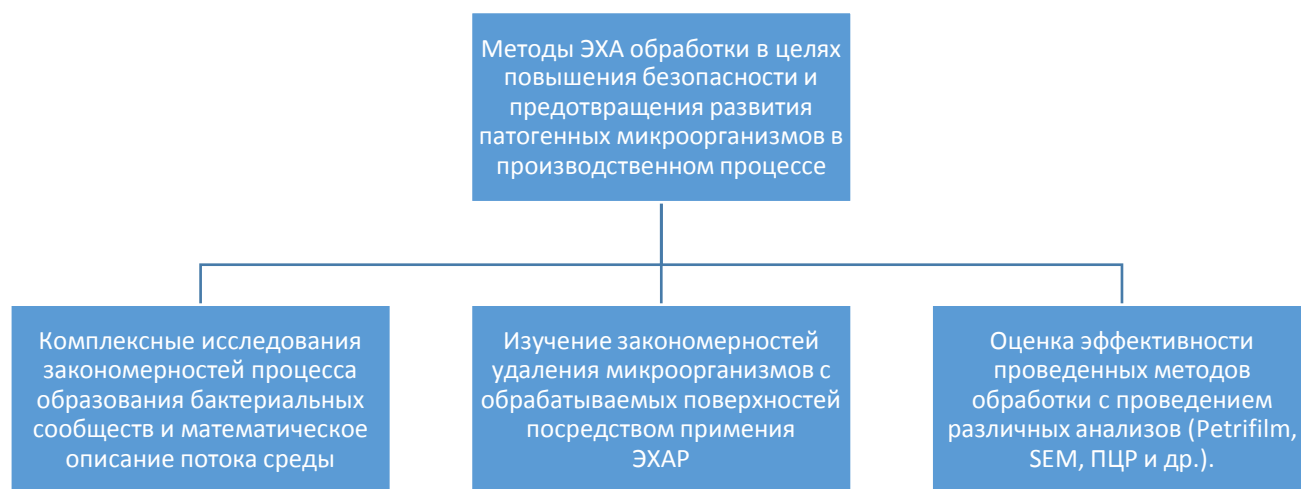 Методы ЭХА обработки в целях
повышения безопасности и
предотвращения развития
патогенных микроорганизмов в
производственном процессе
Комплексные исследования
закономерностей процесса
образования бактериальных
сообществ и математическое
описание потока среды
Изучение закономерностей
удаления микроорганизмов с
обрабатываемых поверхностей
посредством примения
ЭХАР
Оценка эффективности
проведенных методов
обработки с проведением
различных анализов (Petrifilm,
SEM, ПЦР и др.).